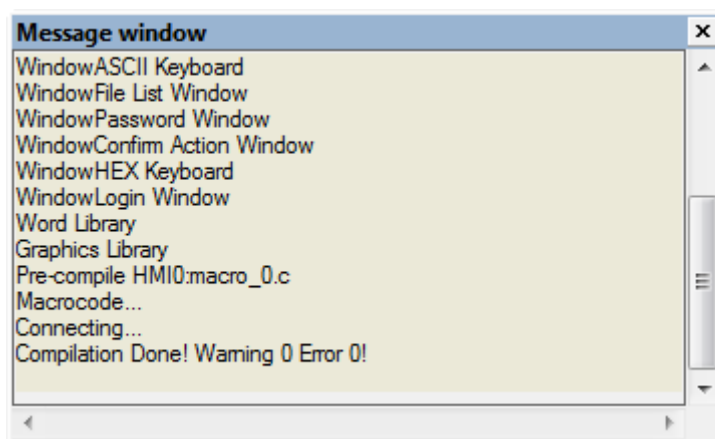 Message window
WindowASCII Keyboard
WindowFile List Window
WindowPassword Window
WindowConfirm Action Window
WindowHEX Keyboard
WindowLogin Window
Word Library
Graphics Library
Pre-compile HMI0:macro_0.c
Macrocode...
Connecting...
Compilation Done! Warning 0 Error 0!